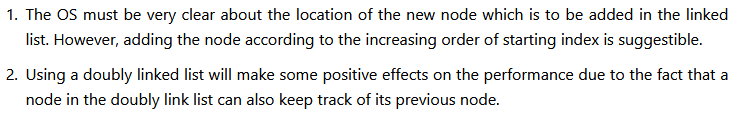 1. The OS must be very clear about the location of the new node which is to be added in the linked
list. However, adding the node according to the increasing order of starting index is suggestible.
2. Using a doubly linked list will make some positive effects on the performance due to the fact that a
node in the doubly link list can also keep track of its previous node.